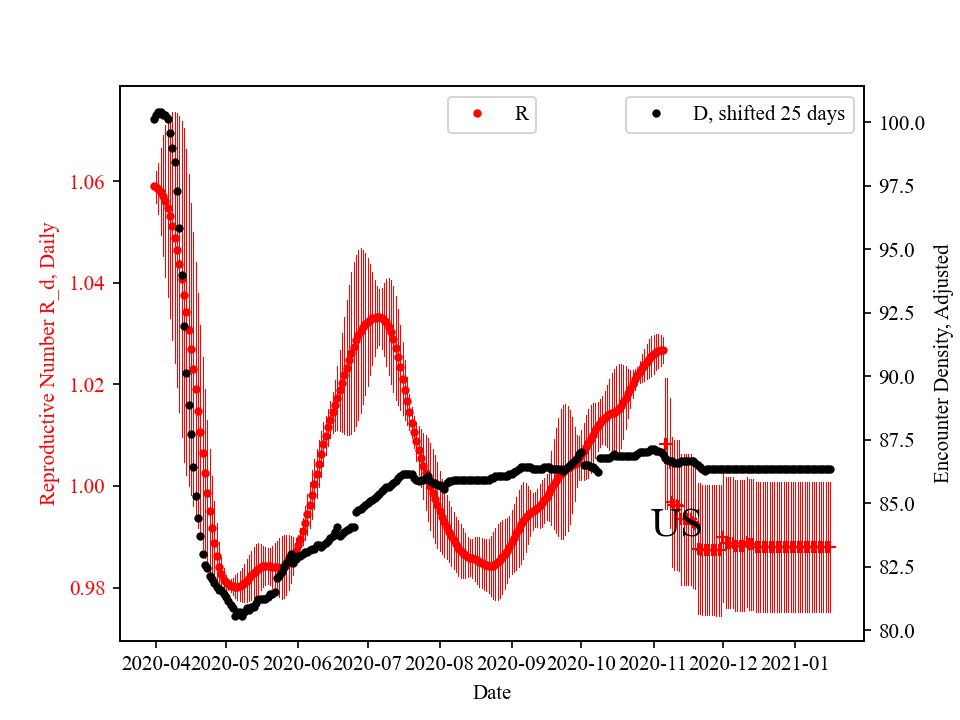 R
D, shifted 25 days
1.06
1.04
1.02
1.00
0.98
Reproductive Number R_d, Daily
100.0
97.5
95.0
92.5
90.0
87.5
85.0
82.5
80.0
Encounter Density, Adjusted
US
2020-04 2020-05 2020-06 2020-07 2020-08 2020-09 2020-10 2020-11 2020-12 2021-01
Date